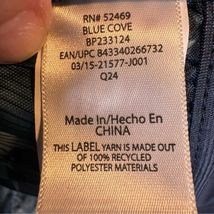 RN# 52469
BLUE COVE
BP233124
EAN/UPC B43340266732
03/15-21577-J001
Q24
Made In/Hecho En
CHINA
This LABEL YARN IS MADE
OUT OF 100% RECYCLED
POLYESTER MATERIALS